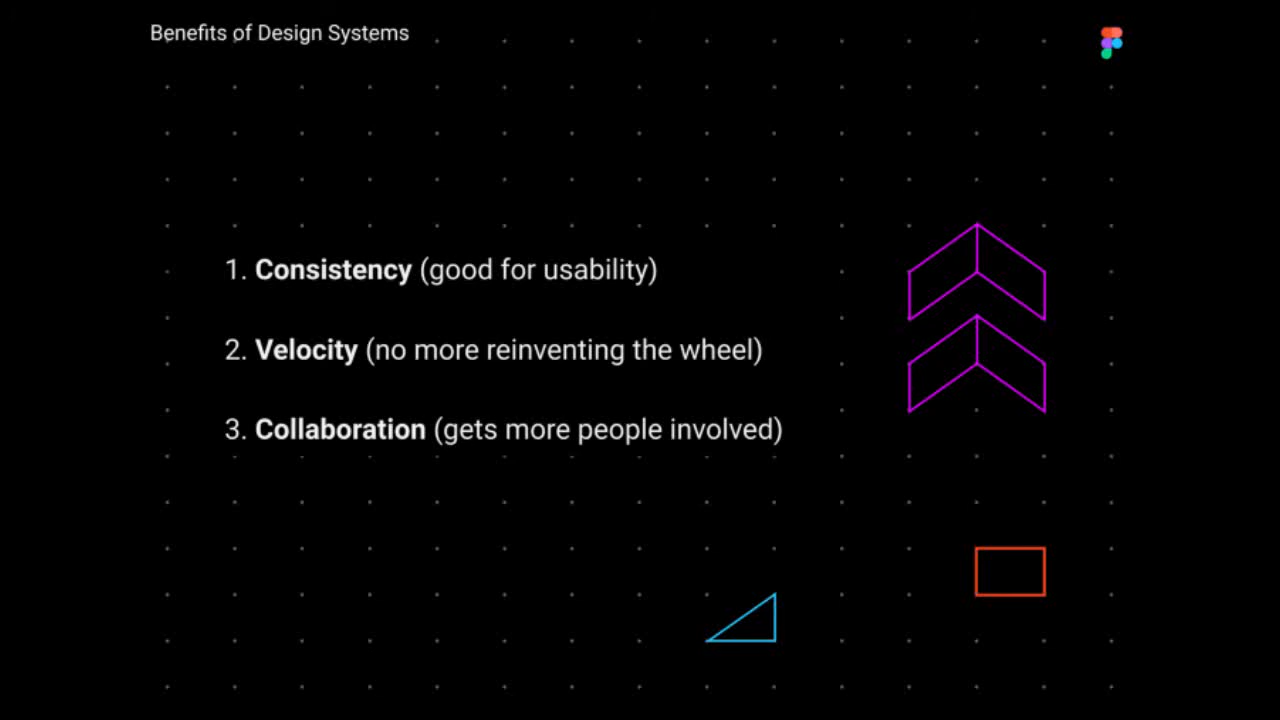 Benefits of Design Systems
1. Consistency (good for usability)
2. Velocity (no more reinventing the wheel)
3. Collaboration (gets more people involved)